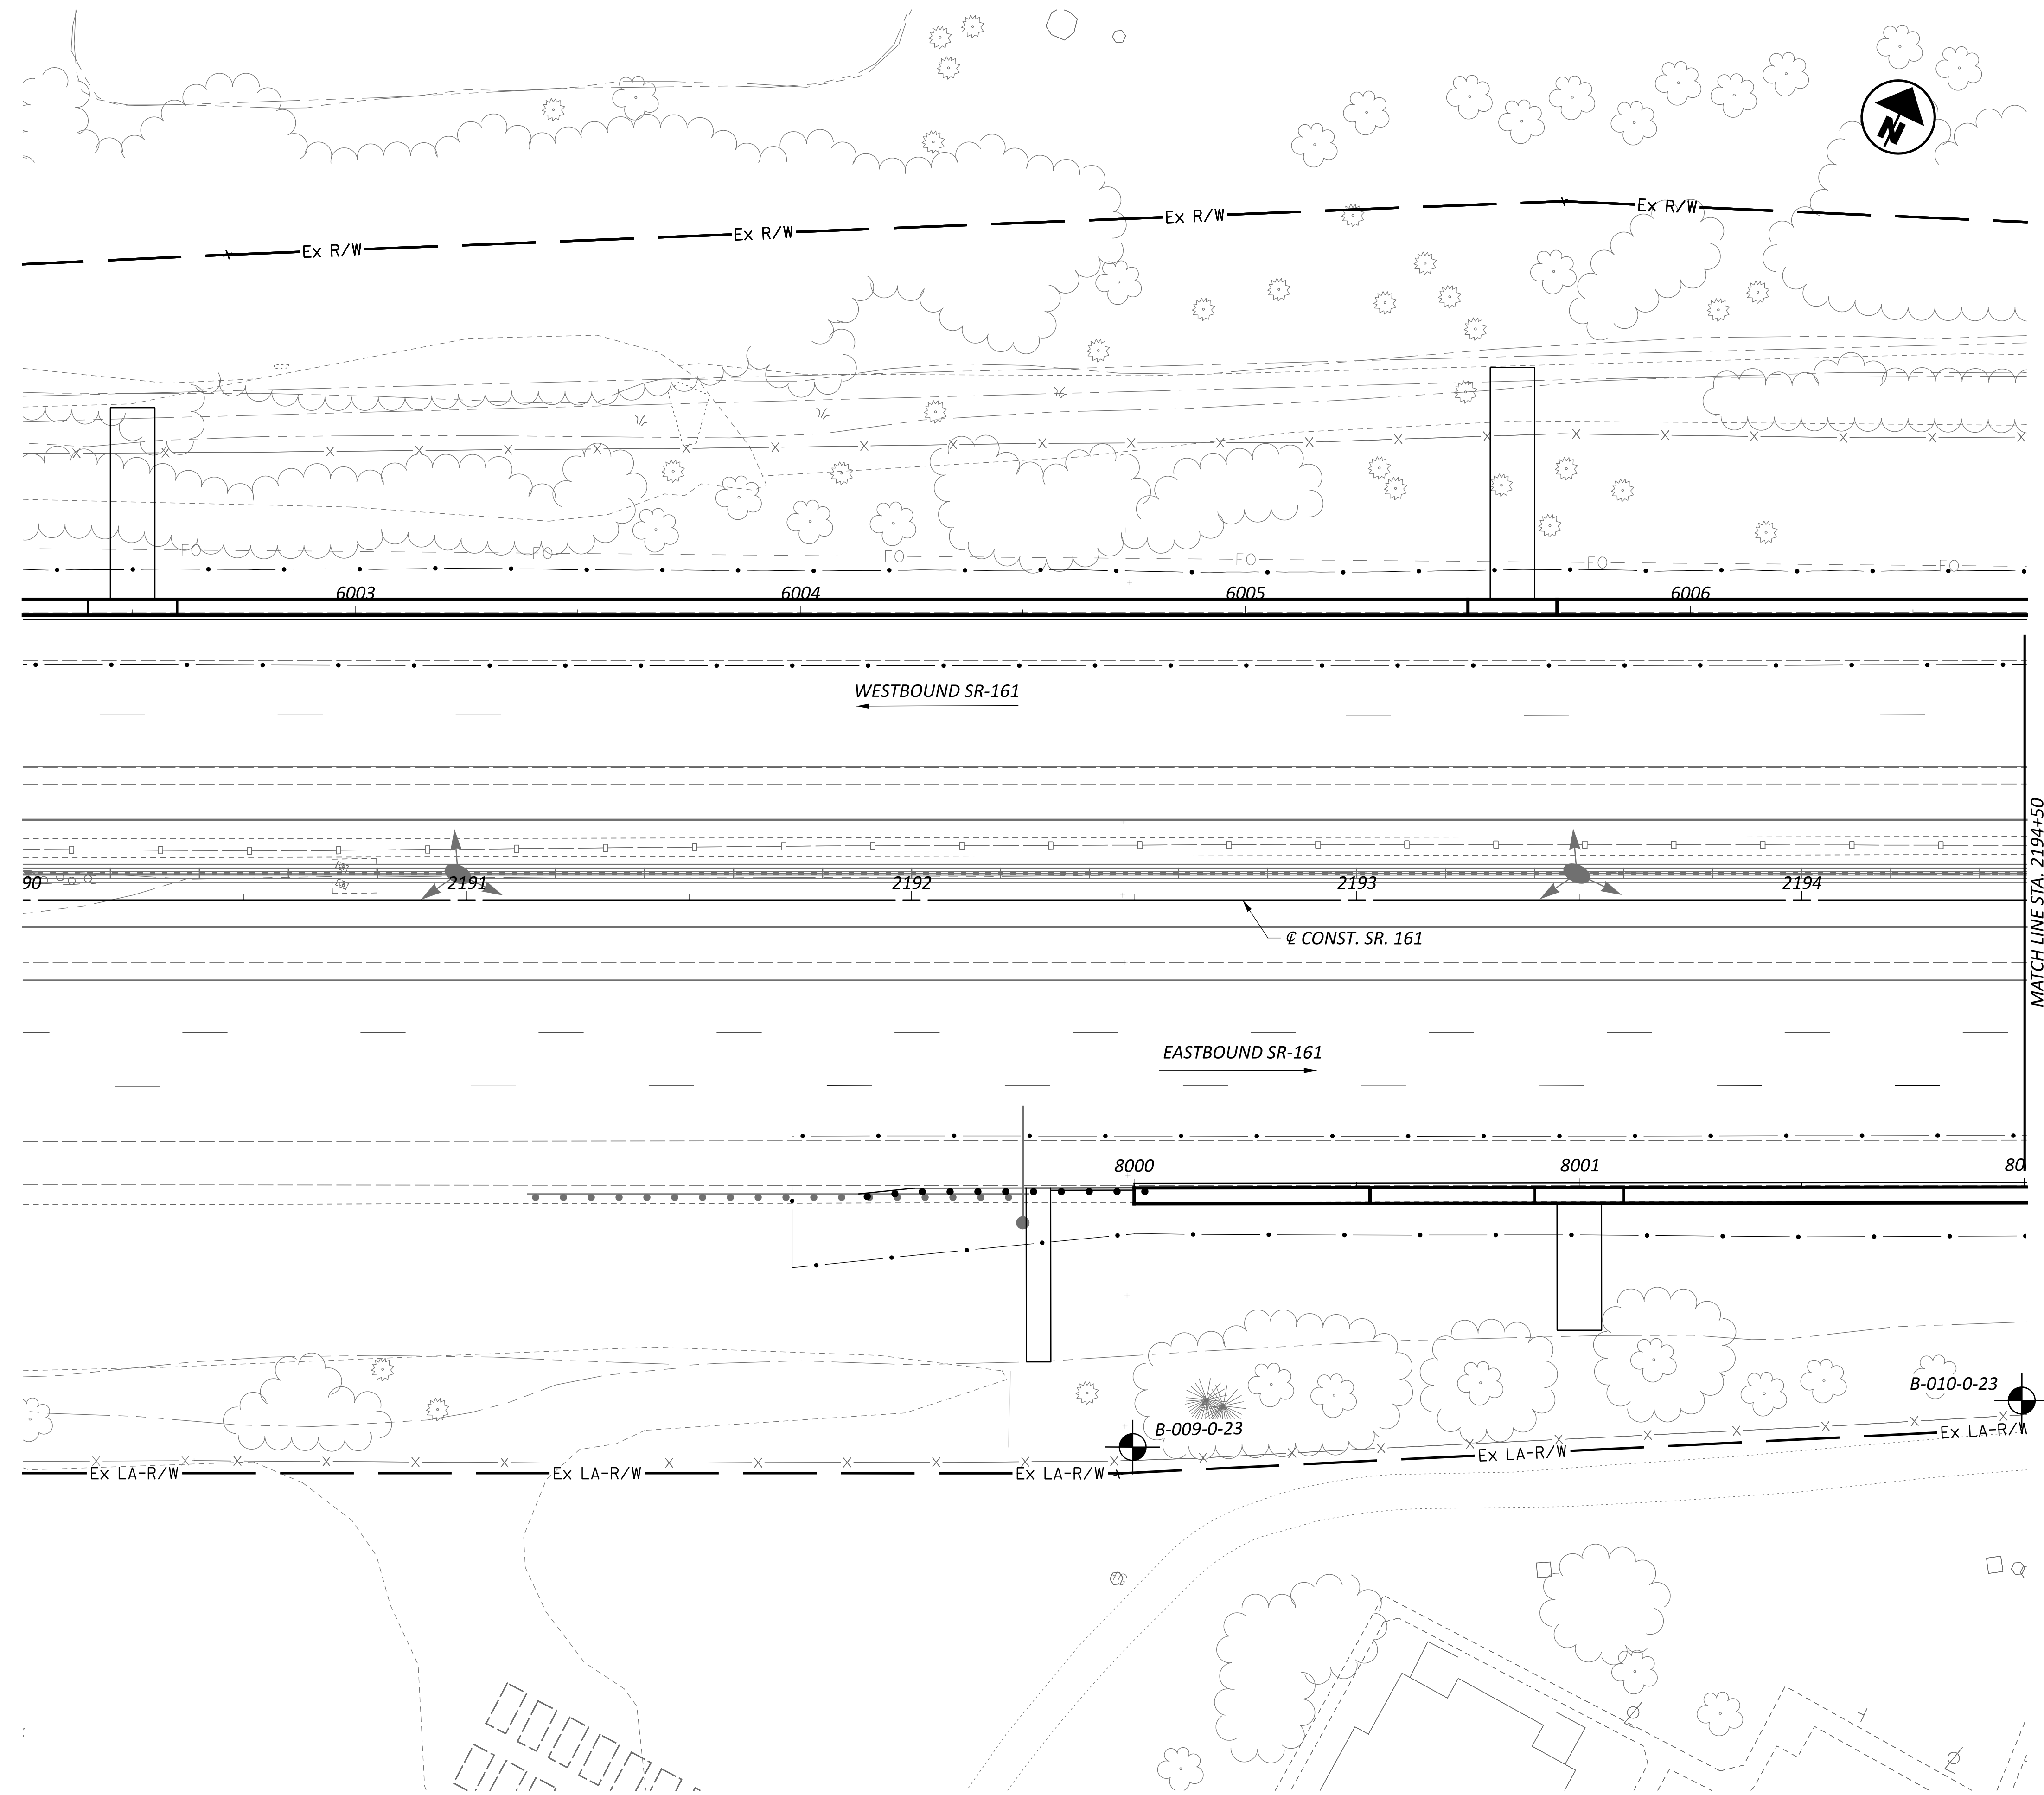 N
Ex R/W
Ex R/W
Ex R/W
Ex R/W
FO
FO
FO
FO
FO
FO
6003
6004
6005
6006
WESTBOUND SR-161
90
2191
2192
2193
2194
℄ CONST. SR. 161
MATCH LINE STA. 2194+50
EASTBOUND SR-161
8000
8001
80
B-010-0-23
B-009-0-23
Ex LA-R/W
Ex LA-R/W
Ex LA-R/W
Ex LA-R/W
Ex LA-R/W